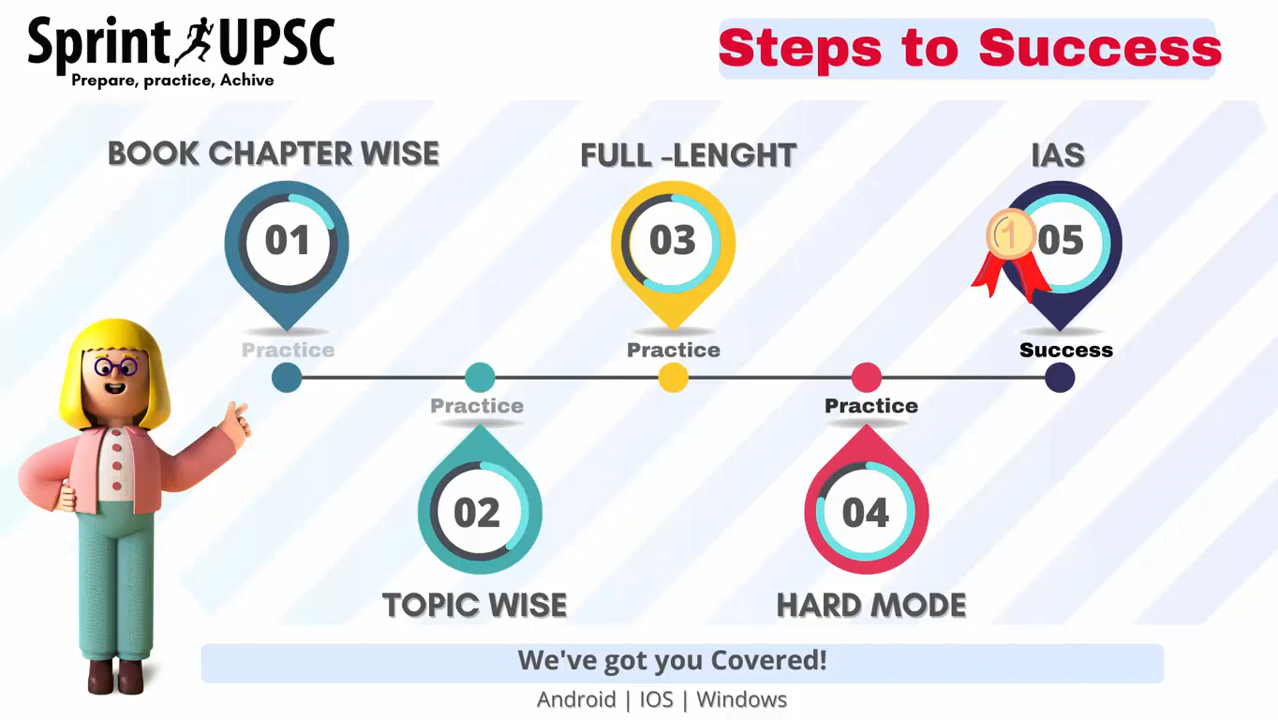 Sprint UPSC
Prepare, practice, Achive
Steps to Success
BOOK CHAPTER WISE
01
Practice
FULL -LENGHT
03
Practice
IAS
1
05
Success
Practice
02
TOPIC WISE
Practice
04
HARD MODE
We've got you Covered!
Android | IOS | Windows